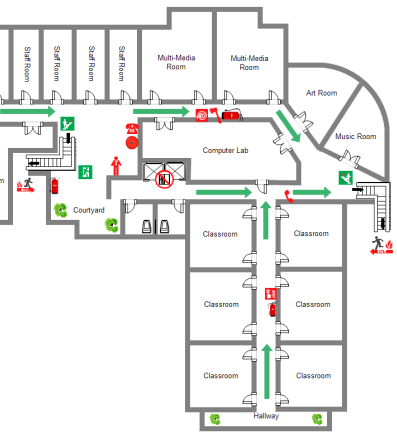 Staff Room
Staff Room
Staff Room
Staff Room
Multi-Media
Room
Multi-Media
Room
Art Room
Music Room
Computer Lab
Courtyard
Classroom
Classroom
Classroom
Classroom
Classroom
Classroom
Hallway